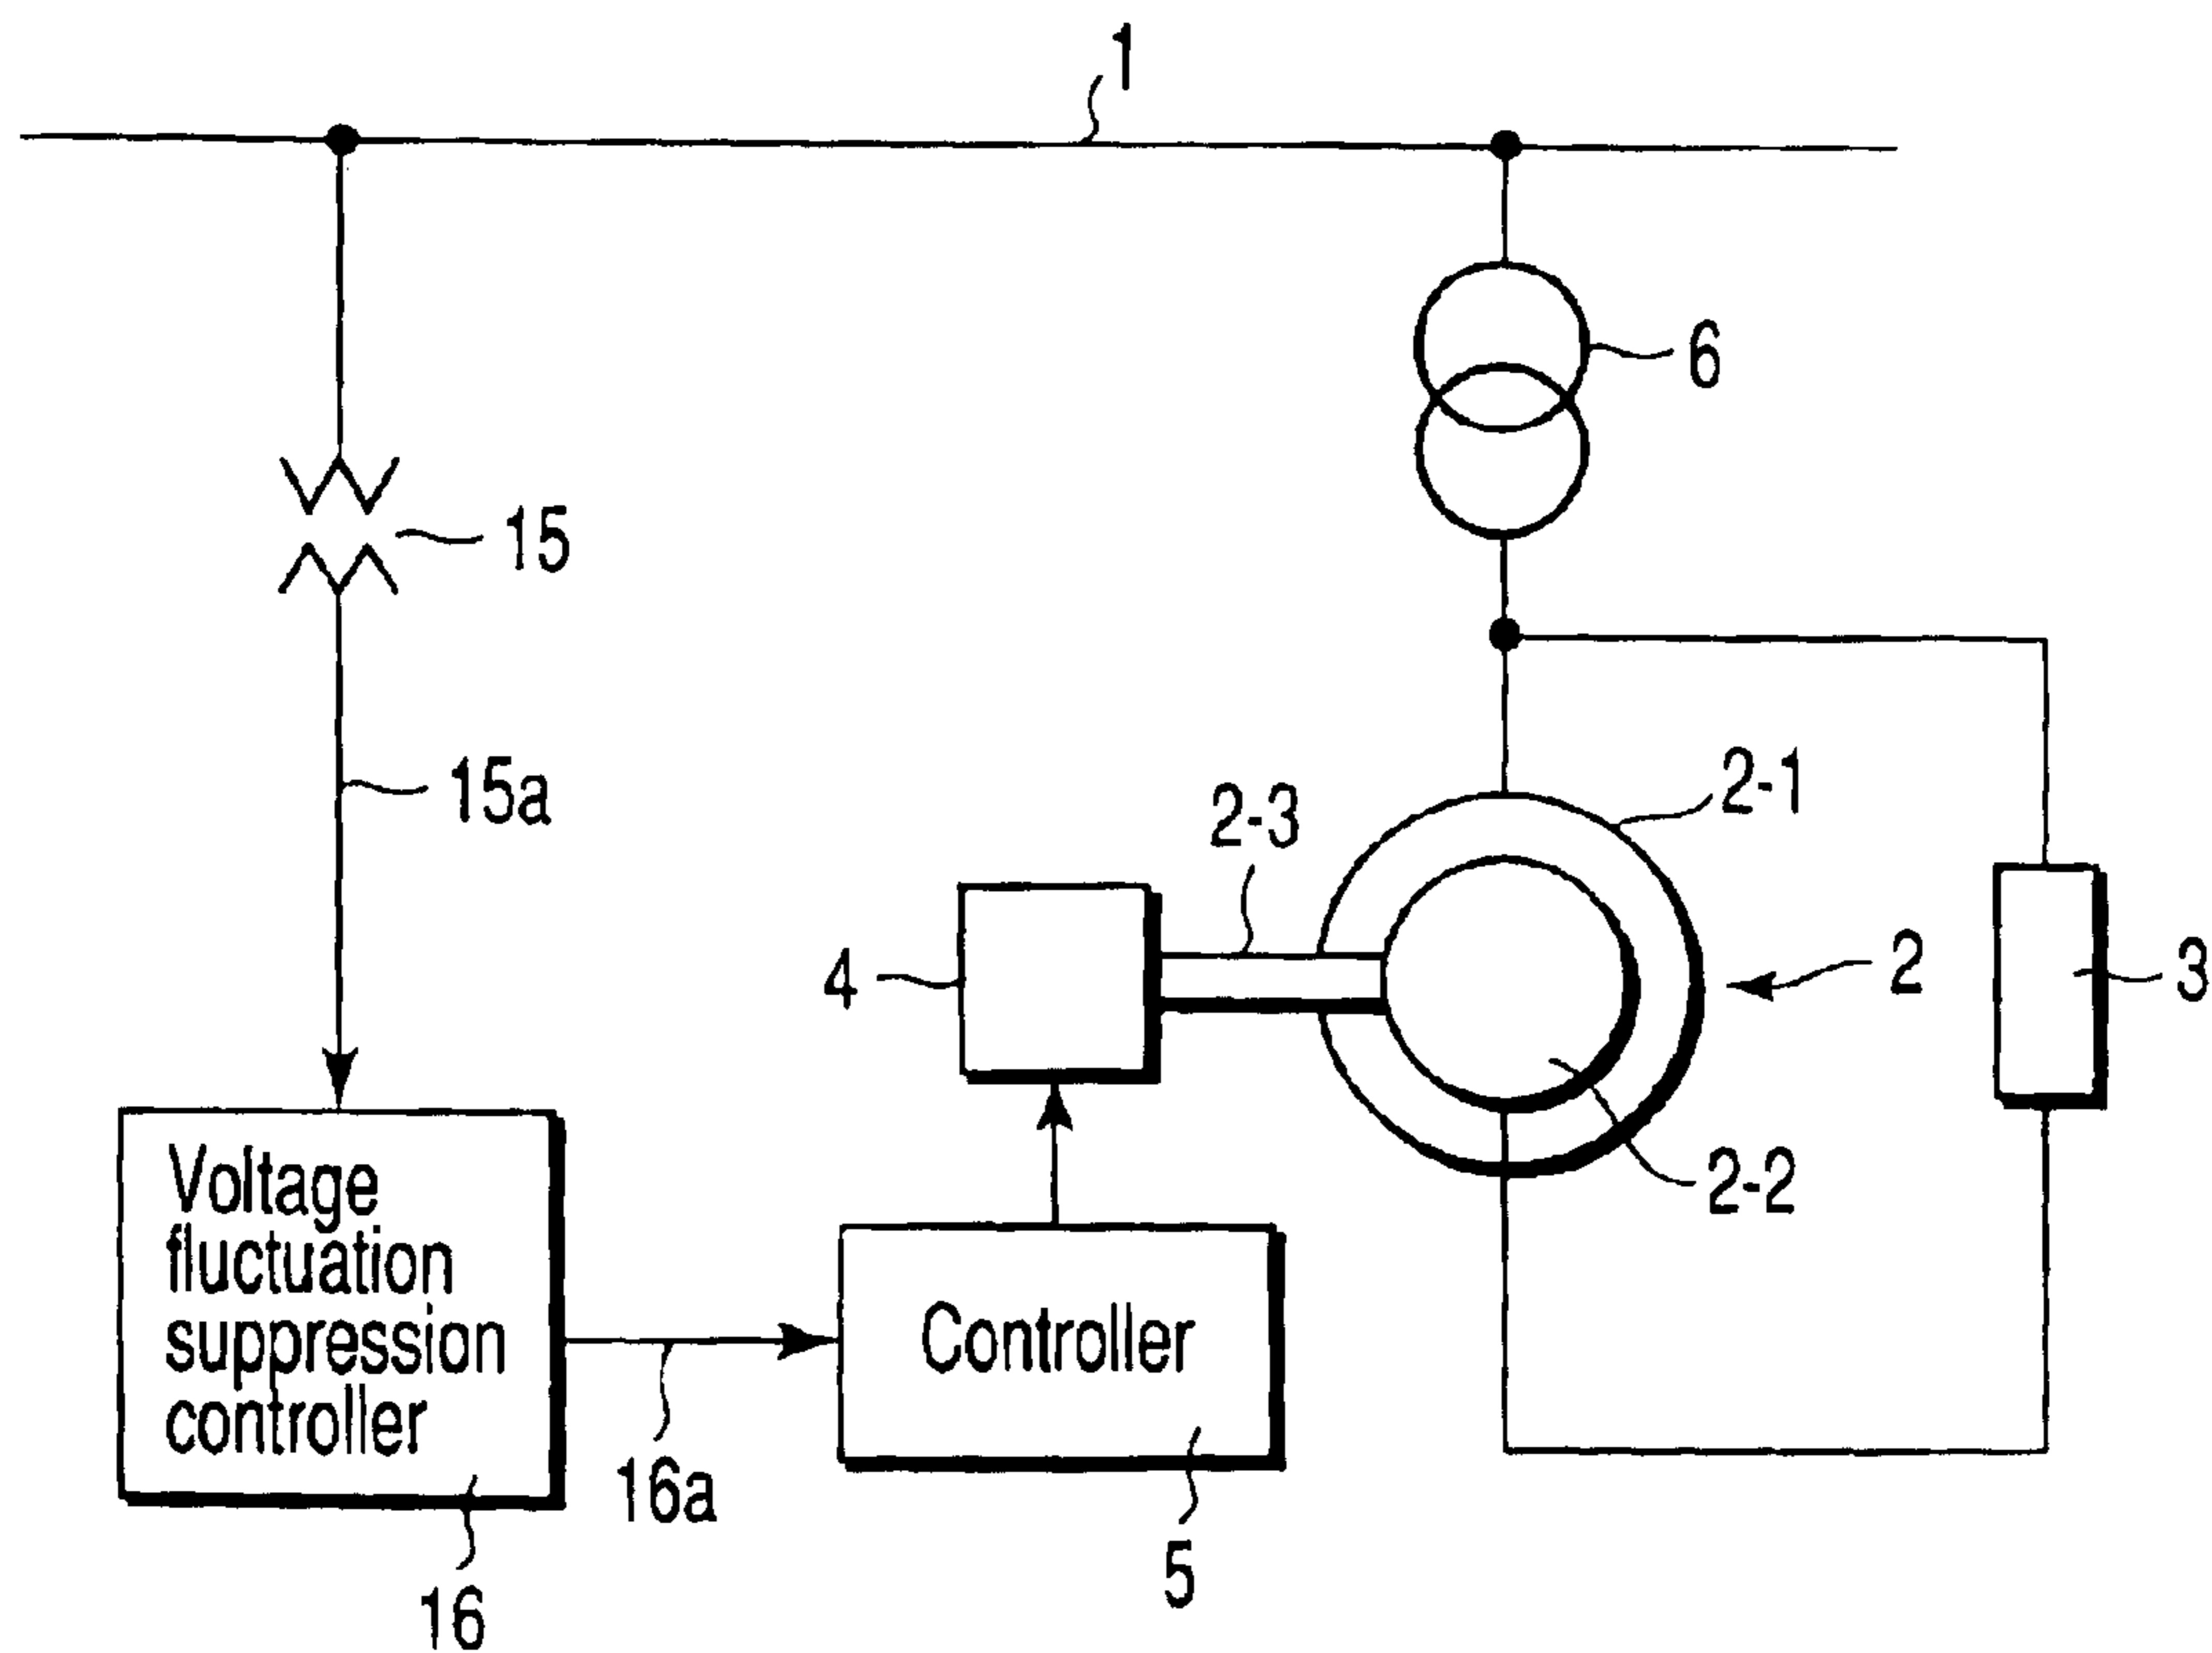 1
6
15
15a
2-1
2-3
4
2
3
2-2
Voltage
fluctuation
suppression
controller
Controller
16a
5
16